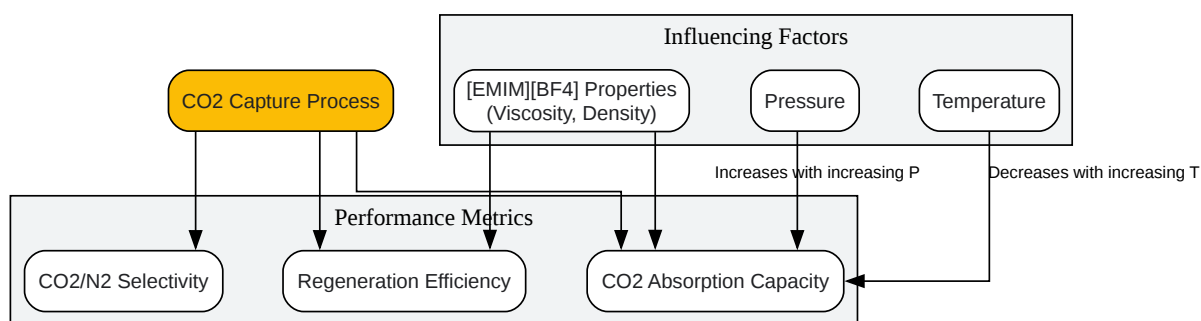 Influencing Factors
CO2 Capture Process
[EMIM][BF4] Properties
(Viscosity, Density)
Pressure
Temperature
Increases with increasing P
Decreases with increasing T
Performance Metrics
CO2/N2 Selectivity
Regeneration Efficiency
CO2 Absorption Capacity